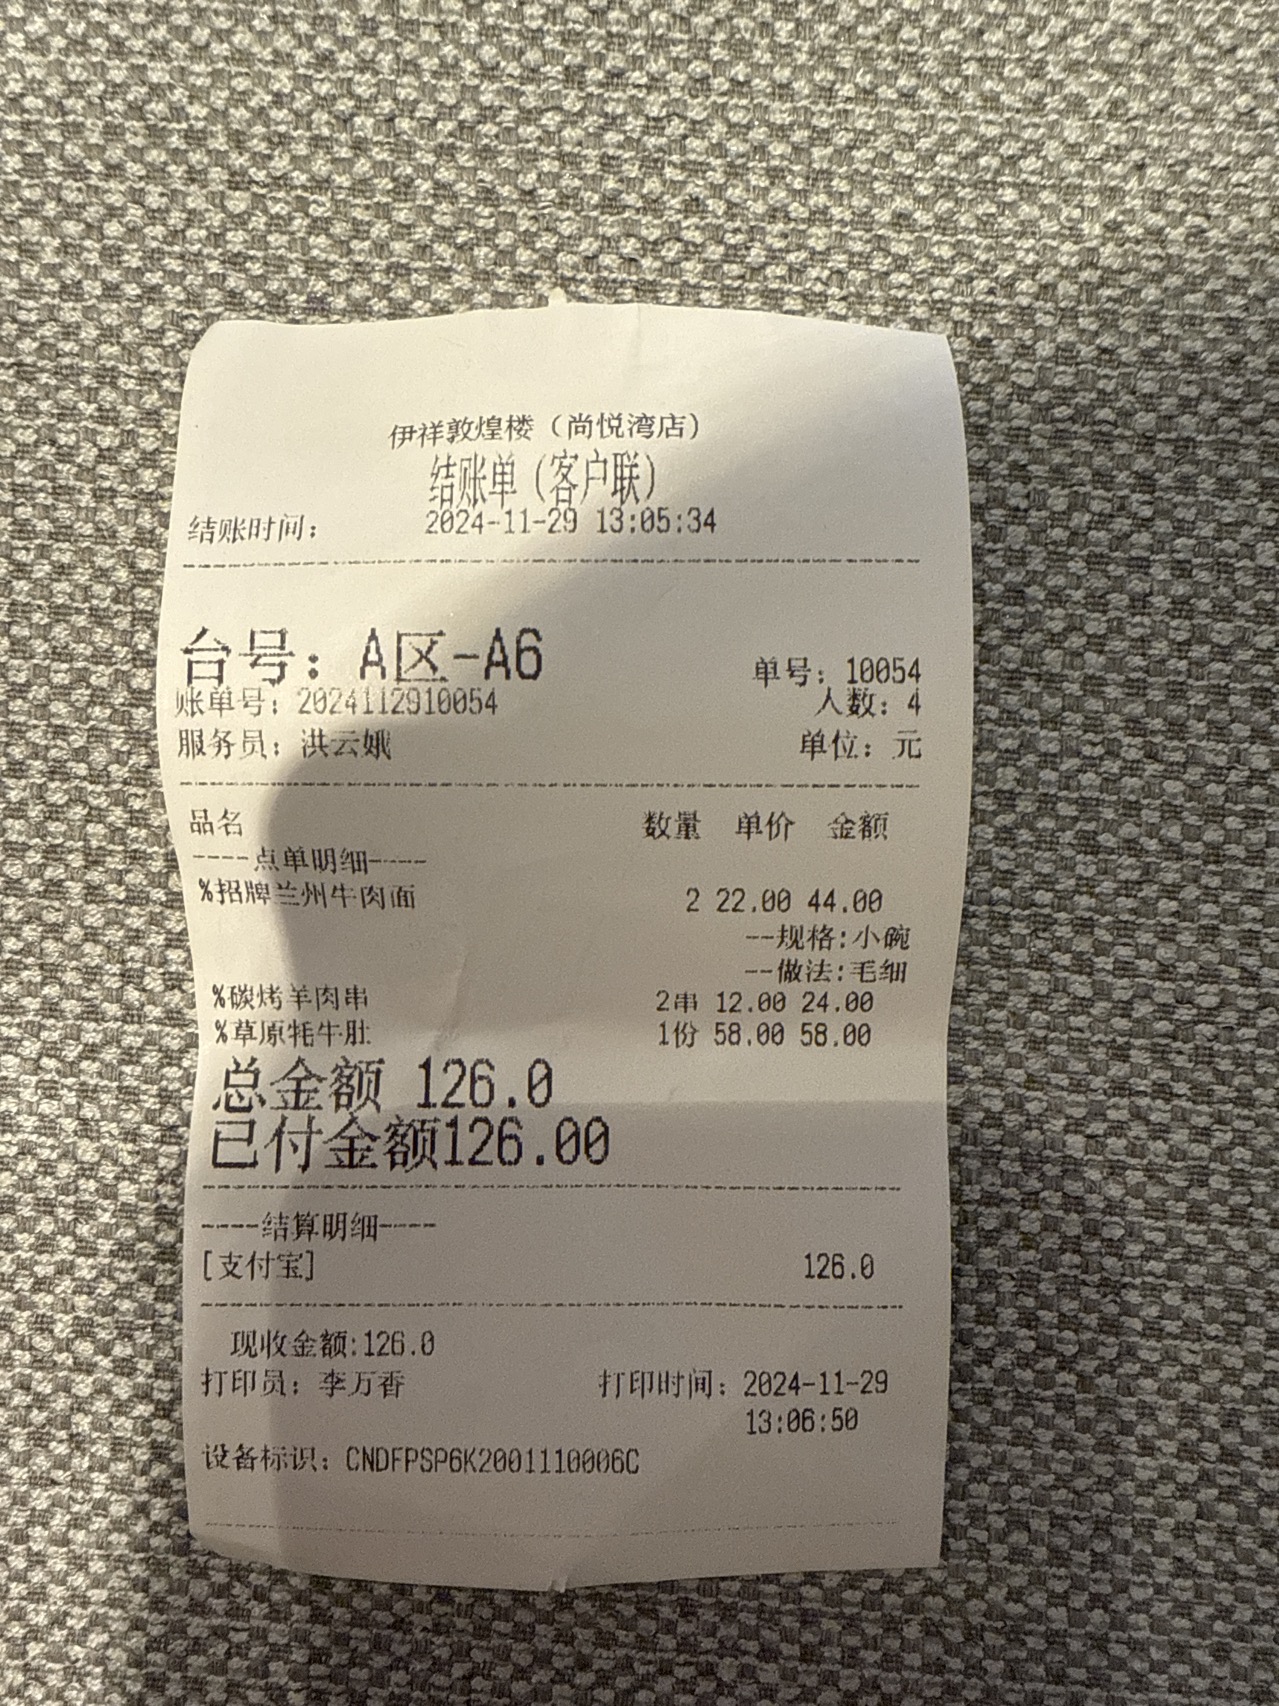 伊祥敦煌楼（尚悦湾店）
结账单（客户联）
结账时间： 2024-11-29 13:05:34
台号：A区-A6 单号：10054
账单号：2024112910054 人数：4
服务员：洪云娥 单位：元
品名 数量 单价 金额
----点单明细----
%招牌兰州牛肉面 2 22.00 44.00
--规格:小碗
--做法:毛细
%碳烤羊肉串 2串 12.00 24.00
%草原牦牛肚 1份 58.00 58.00
总金额 126.0
已付金额126.00
----结算明细----
[支付宝] 126.0
现收金额:126.0
打印员：李万香 打印时间：2024-11-29
13:06:50
设备标识：CNDFPSP6K2001110006C